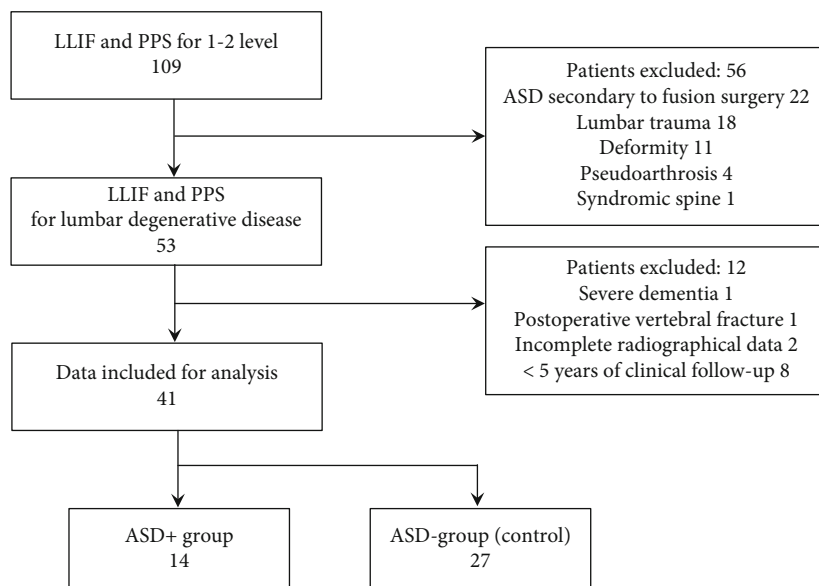 LLIF and PPS for 1-2 level
109
Patients excluded: 56
ASD secondary to fusion surgery 22
Lumbar trauma 18
Deformity 11
Pseudoarthrosis 4
Syndromic spine 1
LLIF and PPS
for lumbar degenerative disease
53
Patients excluded: 12
Severe dementia 1
Postoperative vertebral fracture 1
Incomplete radiographical data 2
< 5 years of clinical follow-up 8
Data included for analysis
41
ASD+ group
14
ASD-group (control)
27